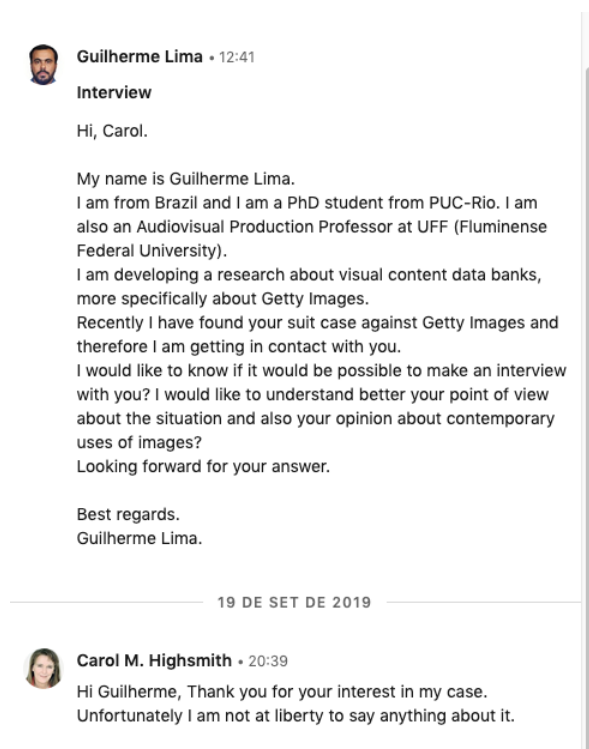 Guilherme Lima • 12:41
Interview
Hi, Carol.
My name is Guilherme Lima.
I am from Brazil and I am a PhD student from PUC-Rio. I am
also an Audiovisual Production Professor at UFF (Fluminense
Federal University).
I am developing a research about visual content data banks,
more specifically about Getty Images.
Recently I have found your suit case against Getty Images and
therefore I am getting in contact with you.
I would like to know if it would be possible to make an interview
with you? I would like to understand better your point of view
about the situation and also your opinion about contemporary
uses of images?
Looking forward for your answer.
Best regards.
Guilherme Lima.
19 DE SET DE 2019
Carol M. Highsmith • 20:39
Hi Guilherme, Thank you for your interest in my case.
Unfortunately I am not at liberty to say anything about it.